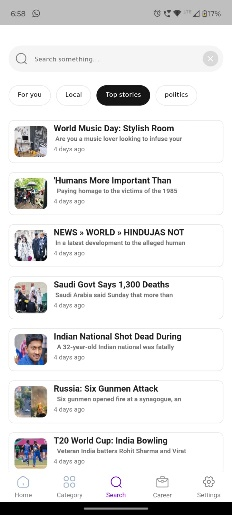 6:58
17%
Search something...
For you
Local
Top stories
politics
World Music Day: Stylish Room
Are you a music lover looking to infuse your
4 days ago
'Humans More Important Than
Paying homage to the victims of the 1985
4 days ago
NEWS » WORLD » HINDUJAS NOT
In a latest development to the alleged human
4 days ago
Saudi Govt Says 1,300 Deaths
Saudi Arabia said Sunday that more than
4 days ago
Indian National Shot Dead During
A 32-year-old Indian national was fatally
4 days ago
Russia: Six Gunmen Attack
Six gunmen opened fire at a synagogue, an
4 days ago
T20 World Cup: India Bowling
Veteran India batters Rohit Sharma and Virat
4 days ago
Home
Category
Search
Career
Settings